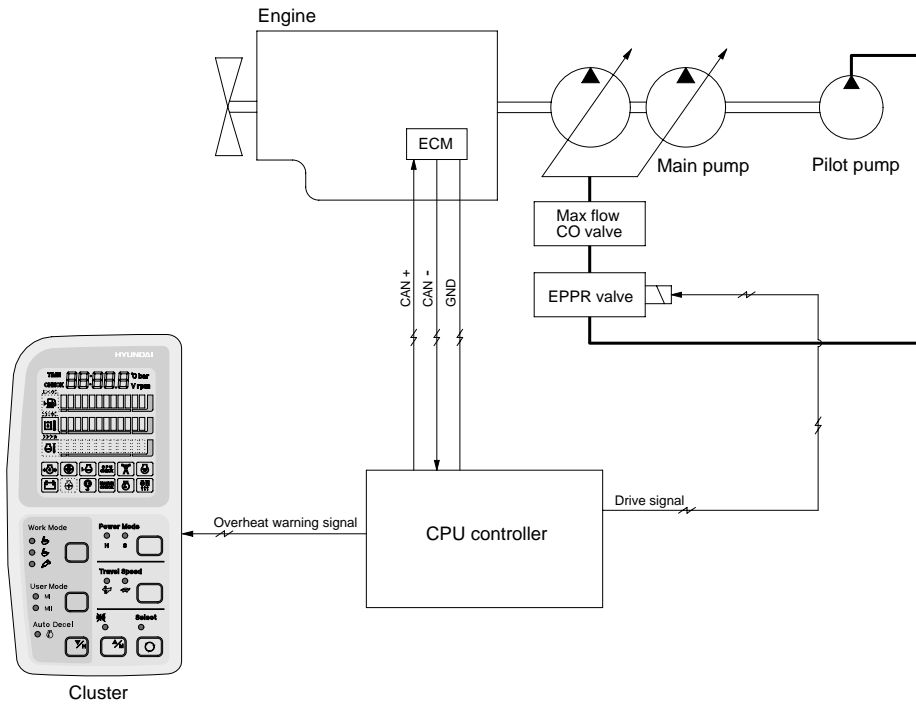 Engine
ECM
Main pump
Pilot pump
Max flow
CO valve
EPPR valve
CAN +
CAN -
GND
HYUNDAI
TIME
℃ bar
CHECK
V rpm
Work Mode
Power Mode
H
S
Travel Speed
User Mode
MI
MII
Select
Auto Decel
Overheat warning signal
CPU controller
Drive signal
Cluster